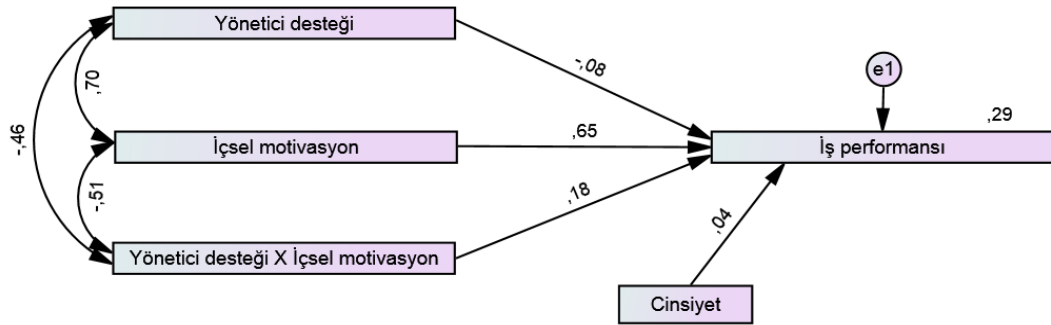 Yönetici desteği
-,08
e1
,70
,29
-,46
İçsel motivasyon
,65
İş performansı
-,51
,18
,04
Yönetici desteği X İçsel motivasyon
Cinsiyet